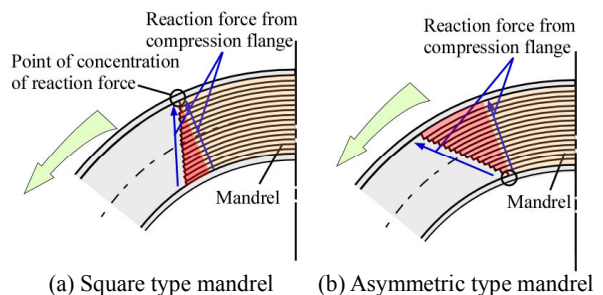 Reaction force from
compression flange
Point of concentration
of reaction force
Mandrel
(a) Square type mandrel
Reaction force from
compression flange
Mandrel
(b) Asymmetric type mandrel